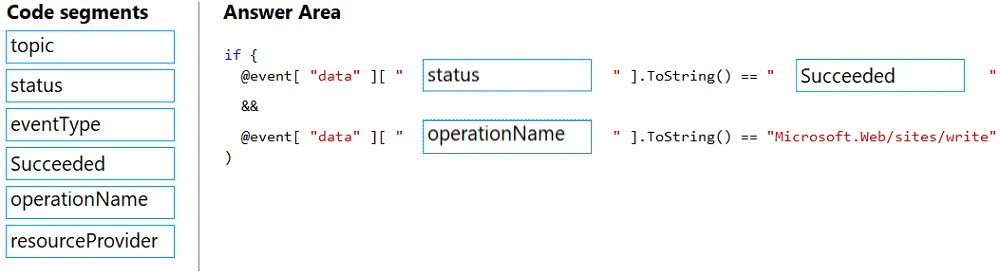 Code segments
topic
status
eventType
Succeeded
operationName
resourceProvider
Answer Area
if {
@event[ "data" ][ " status " ].ToString() == " Succeeded "
&&
@event[ "data" ][ " operationName " ].ToString() == "Microsoft.Web/sites/write"
)